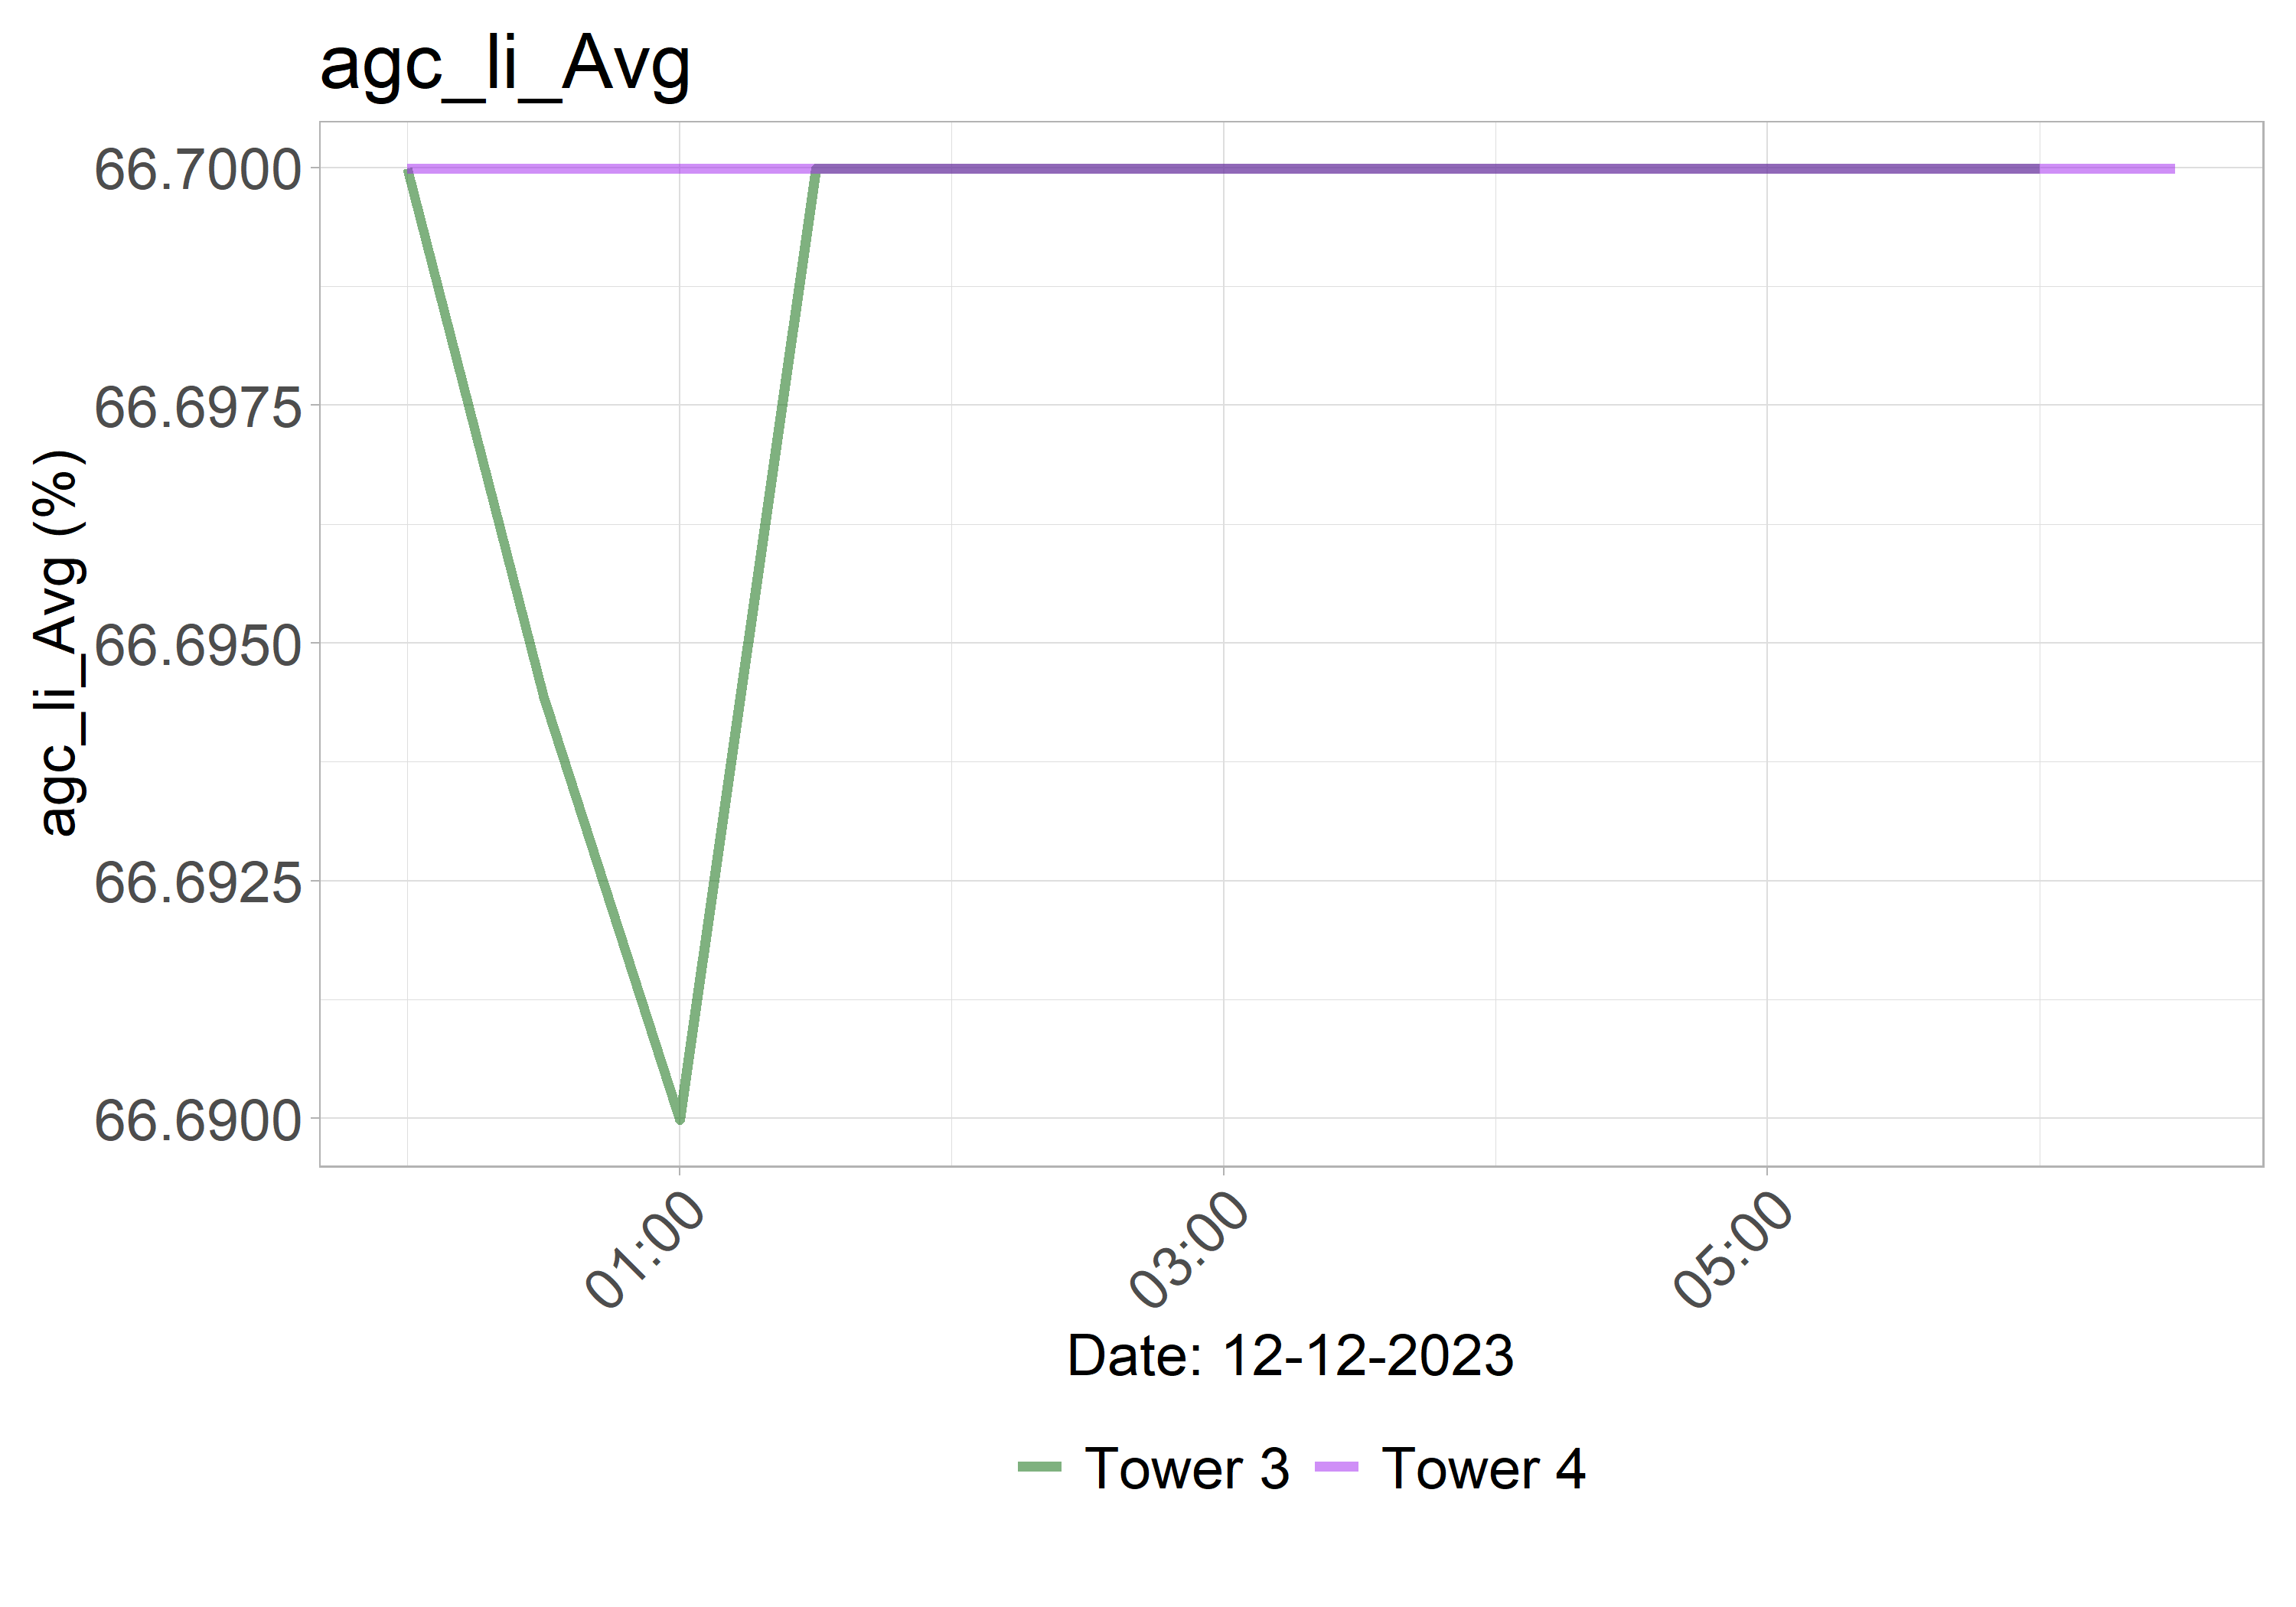 agc_li_Avg
agc_li_Avg (%)
66.7000
66.6975
66.6950
66.6925
66.6900
01:00
03:00
05:00
Date: 12-12-2023
Tower 3
Tower 4